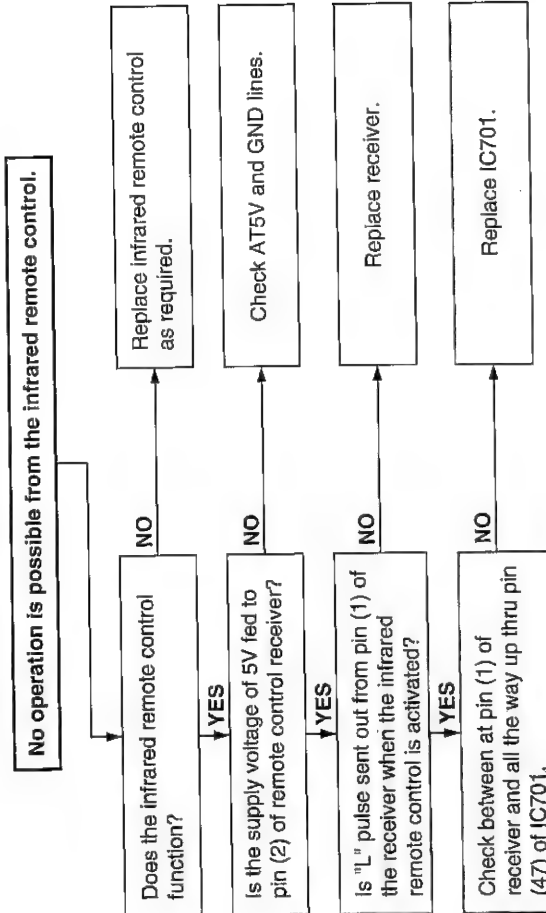 No operation is possible from the infrared remote control.
Does the infrared remote control
function?
NO
Replace infrared remote control
as required.
YES
Is the supply voltage of 5V fed to
pin (2) of remote control receiver?
NO
Check AT5V and GND lines.
YES
Is "L" pulse sent out from pin (1) of
the receiver when the infrared
remote control is activated?
NO
Replace receiver.
YES
Check between at pin (1) of
receiver and all the way up thru pin
(47) of IC701.
NO
Replace IC701.